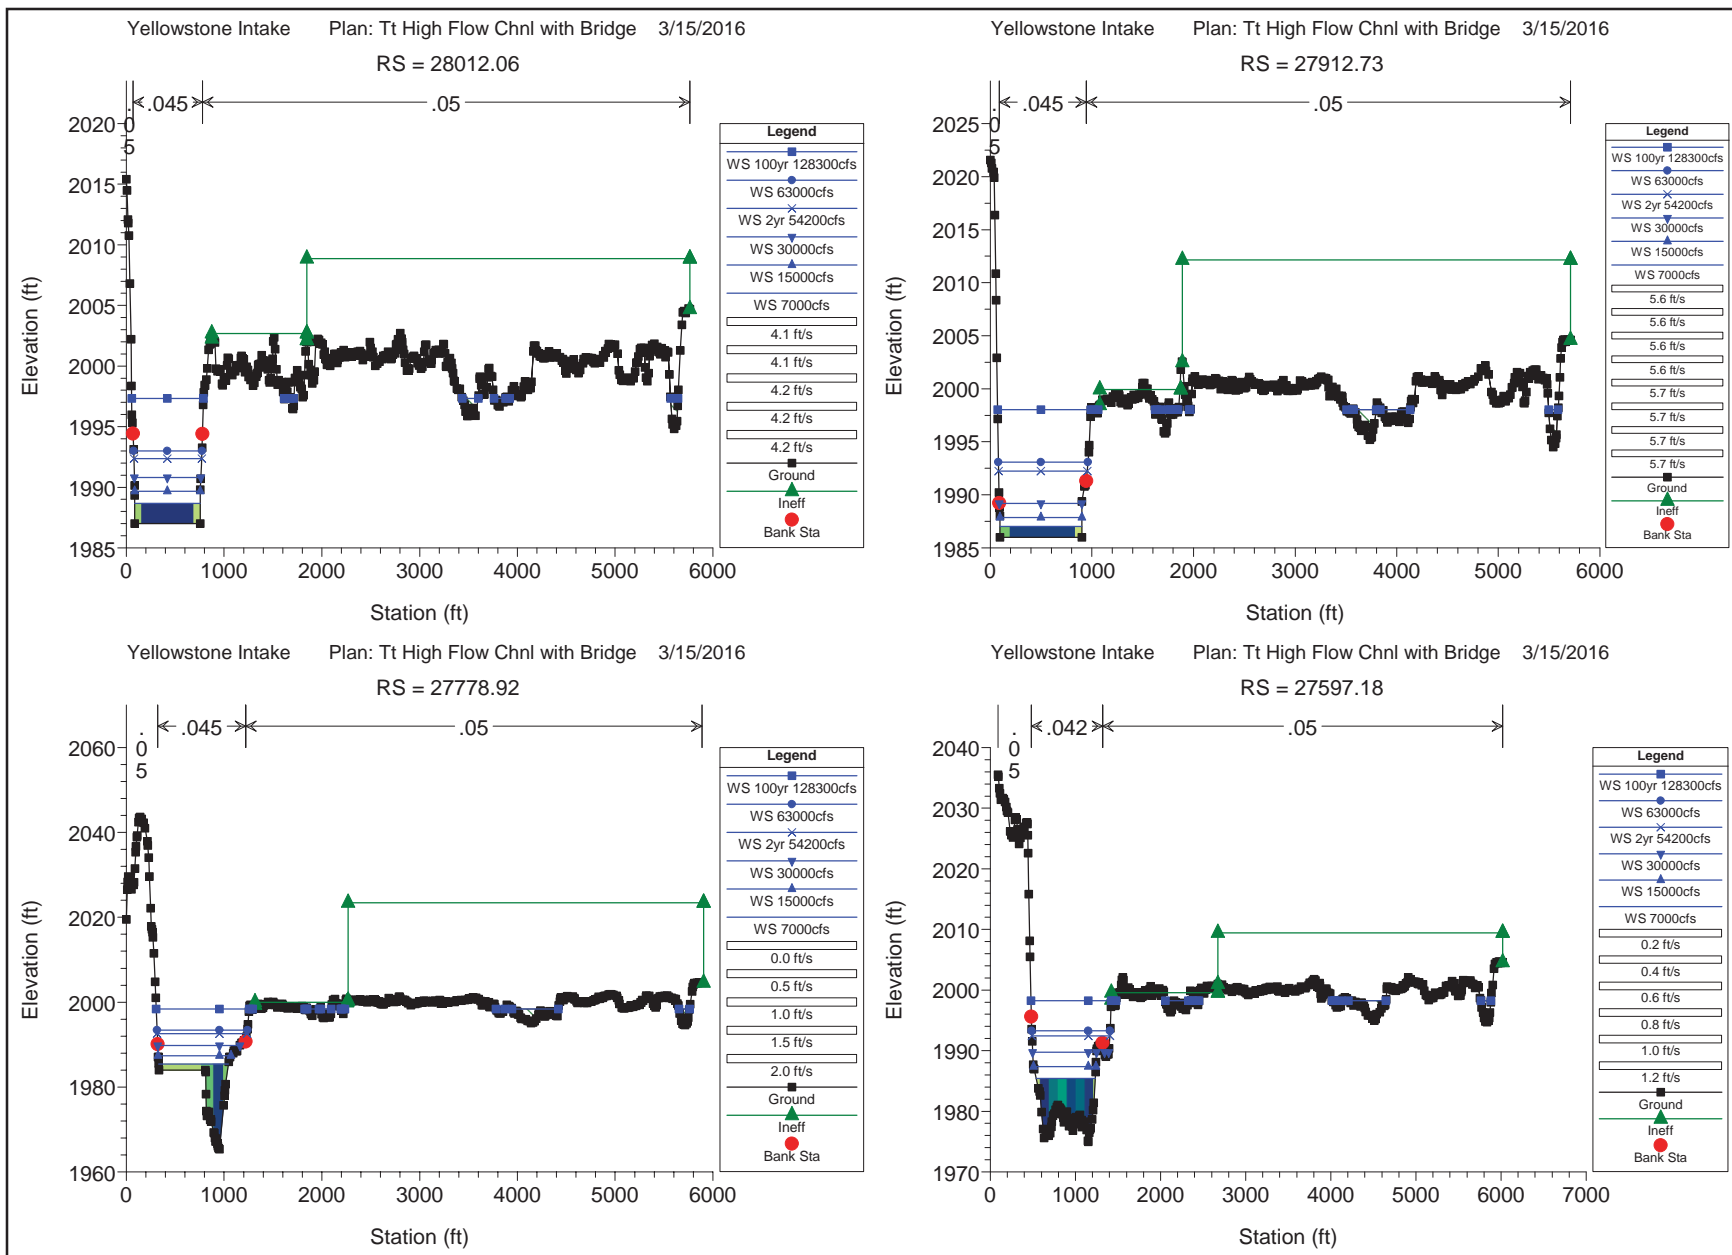 Yellowstone Intake Plan: Tt High Flow Chnl with Bridge 3/15/2016
RS = 28012.06
.05 .045 .05
Elevation (ft)
2020
2015
2010
2005
2000
1995
1990
1985
0 1000 2000 3000 4000 5000 6000
Station (ft)
Legend
WS 100yr 128300cfs
WS 63000cfs
WS 2yr 54200cfs
WS 30000cfs
WS 15000cfs
WS 7000cfs
4.1 ft/s
4.1 ft/s
4.2 ft/s
4.2 ft/s
4.2 ft/s
Ground
Ineff
Bank Sta
Yellowstone Intake Plan: Tt High Flow Chnl with Bridge 3/15/2016
RS = 27912.73
.05 .045 .05
Elevation (ft)
2025
2020
2015
2010
2005
2000
1995
1990
1985
0 1000 2000 3000 4000 5000 6000
Station (ft)
Legend
WS 100yr 128300cfs
WS 63000cfs
WS 2yr 54200cfs
WS 30000cfs
WS 15000cfs
WS 7000cfs
5.6 ft/s
5.6 ft/s
5.6 ft/s
5.6 ft/s
5.7 ft/s
5.7 ft/s
5.7 ft/s
5.7 ft/s
Ground
Ineff
Bank Sta
Yellowstone Intake Plan: Tt High Flow Chnl with Bridge 3/15/2016
RS = 27778.92
.05 .045 .05
Elevation (ft)
2060
2040
2020
2000
1980
1960
0 1000 2000 3000 4000 5000 6000
Station (ft)
Legend
WS 100yr 128300cfs
WS 63000cfs
WS 2yr 54200cfs
WS 30000cfs
WS 15000cfs
WS 7000cfs
0.0 ft/s
0.5 ft/s
1.0 ft/s
1.5 ft/s
2.0 ft/s
Ground
Ineff
Bank Sta
Yellowstone Intake Plan: Tt High Flow Chnl with Bridge 3/15/2016
RS = 27597.18
.05 .042 .05
Elevation (ft)
2040
2030
2020
2010
2000
1990
1980
1970
0 1000 2000 3000 4000 5000 6000 7000
Station (ft)
Legend
WS 100yr 128300cfs
WS 63000cfs
WS 2yr 54200cfs
WS 30000cfs
WS 15000cfs
WS 7000cfs
0.2 ft/s
0.4 ft/s
0.6 ft/s
0.8 ft/s
1.0 ft/s
1.2 ft/s
Ground
Ineff
Bank Sta